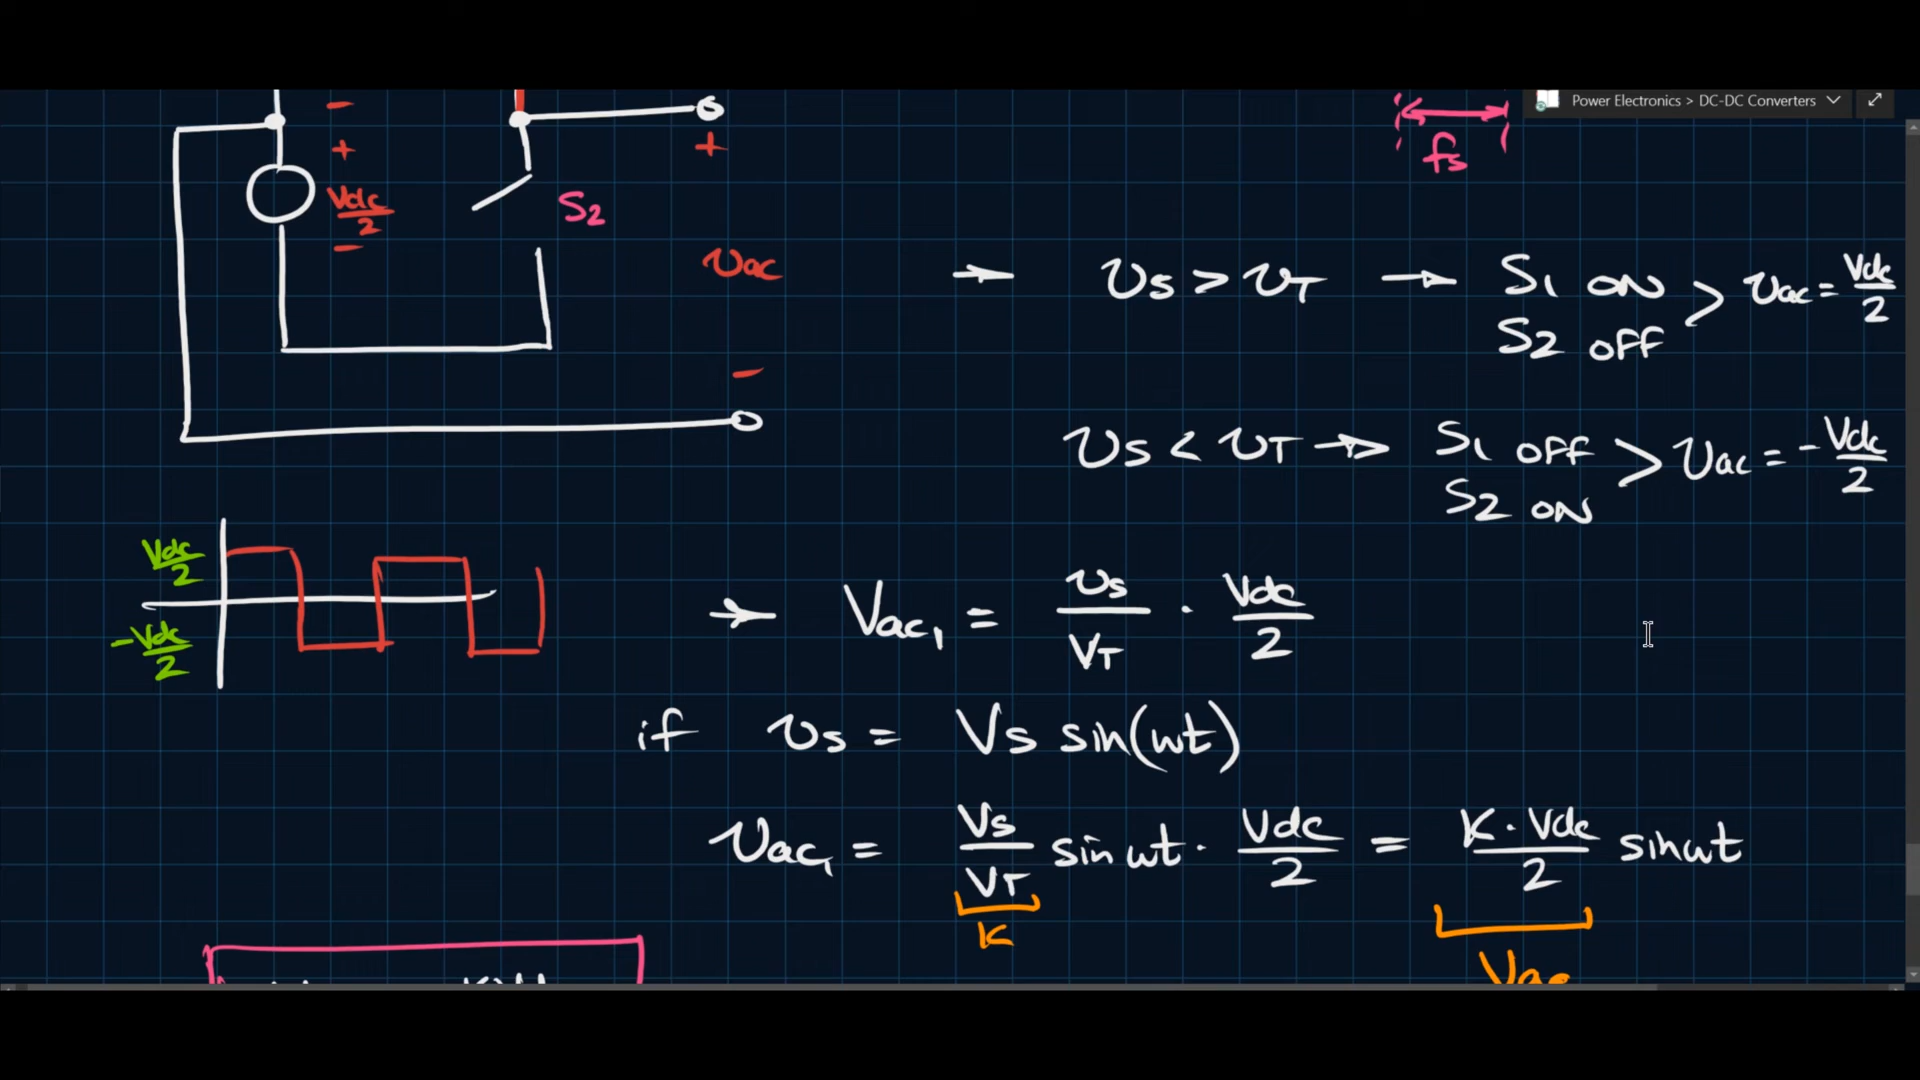 Power Electronics > DC-DC Converters
fs
-
+
Vdc/2
-
S2
+
vac
-
→ vs > vT → S1 ON S2 OFF > vac = Vdc/2
vs < vT → S1 OFF S2 ON > vac = -Vdc/2
Vdc/2
-Vdc/2
→ Vac1 = vs/VT · Vdc/2
if vs = Vs sin(wt)
vac1 = Vs/VT sin wt · Vdc/2 = K · Vdc/2 sin wt
K